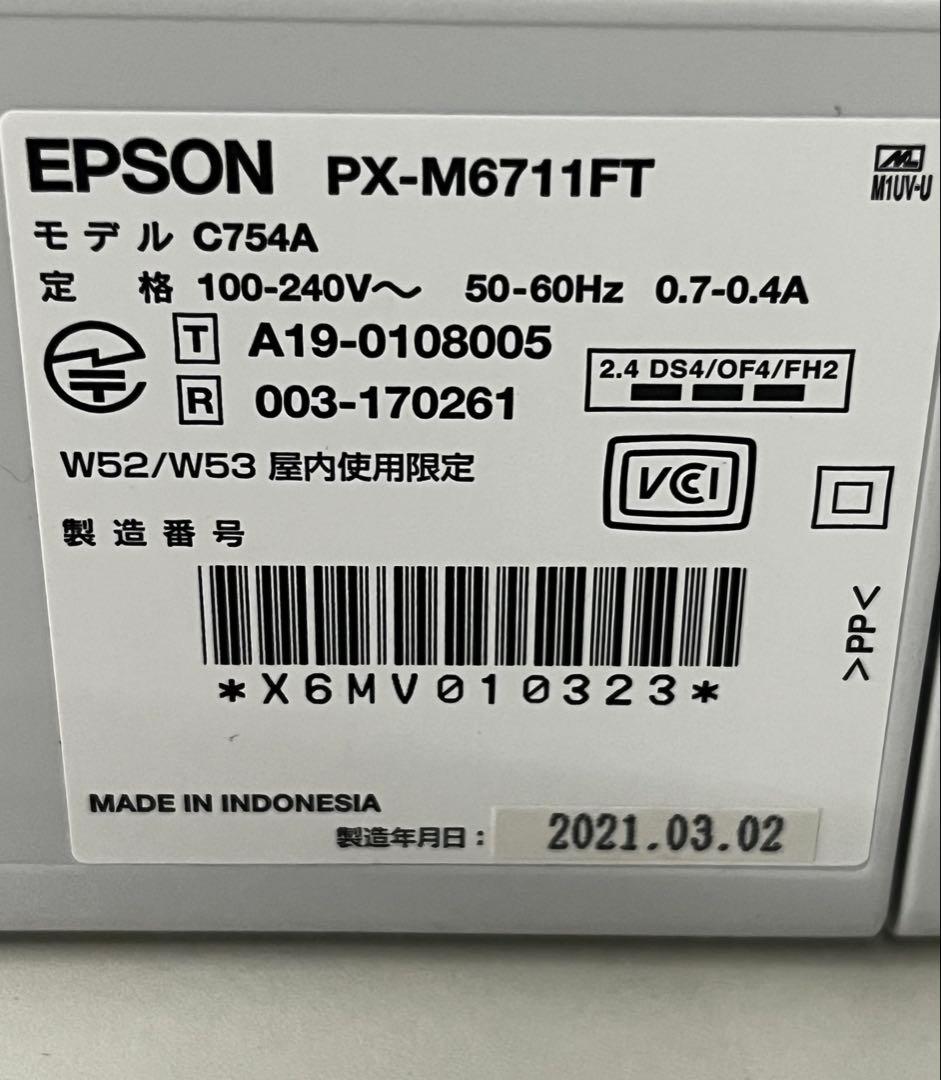 EPSON PX-M6711FT
M1UV-U
モデル C754A
定 格 100-240V～ 50-60Hz 0.7-0.4A
T A19-0108005
R 003-170261
2.4 DS4/OF4/FH2
W52/W53 屋内使用限定
VCCI
製造番号
*X6MV010323*
>PP<
MADE IN INDONESIA
製造年月日： 2021.03.02